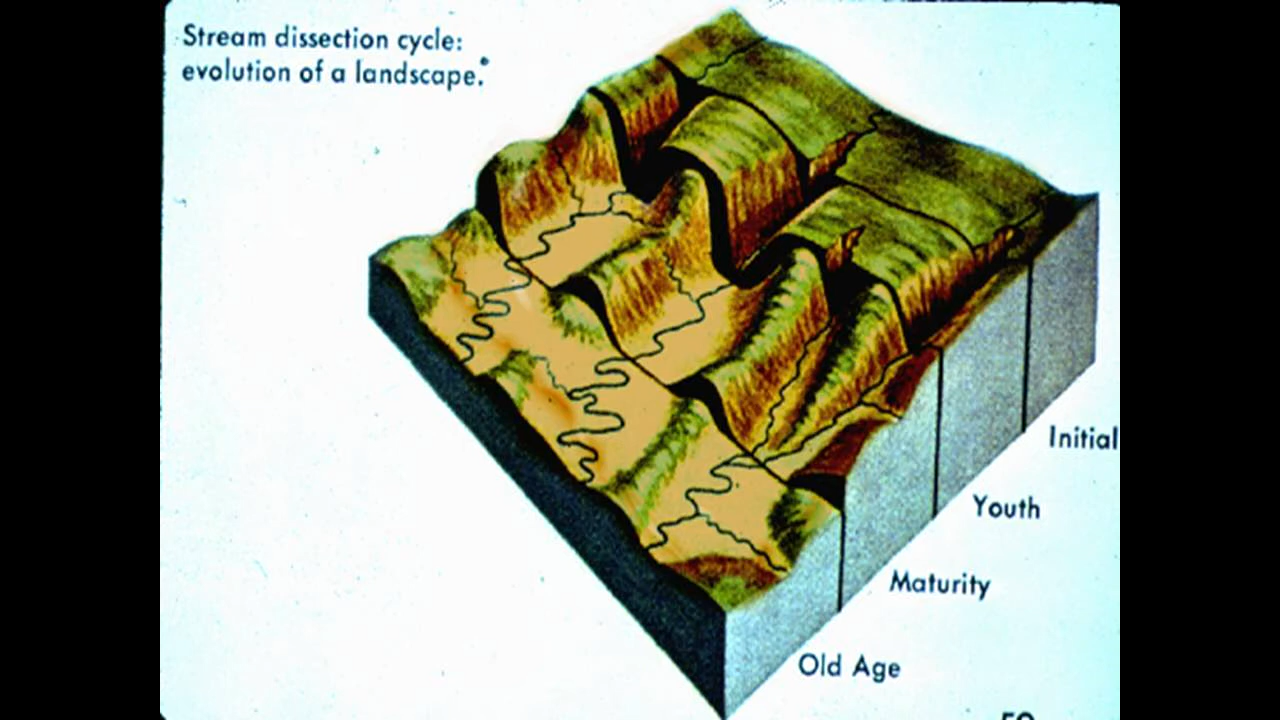 Stream dissection cycle:
evolution of a landscape.
Initial
Youth
Maturity
Old Age